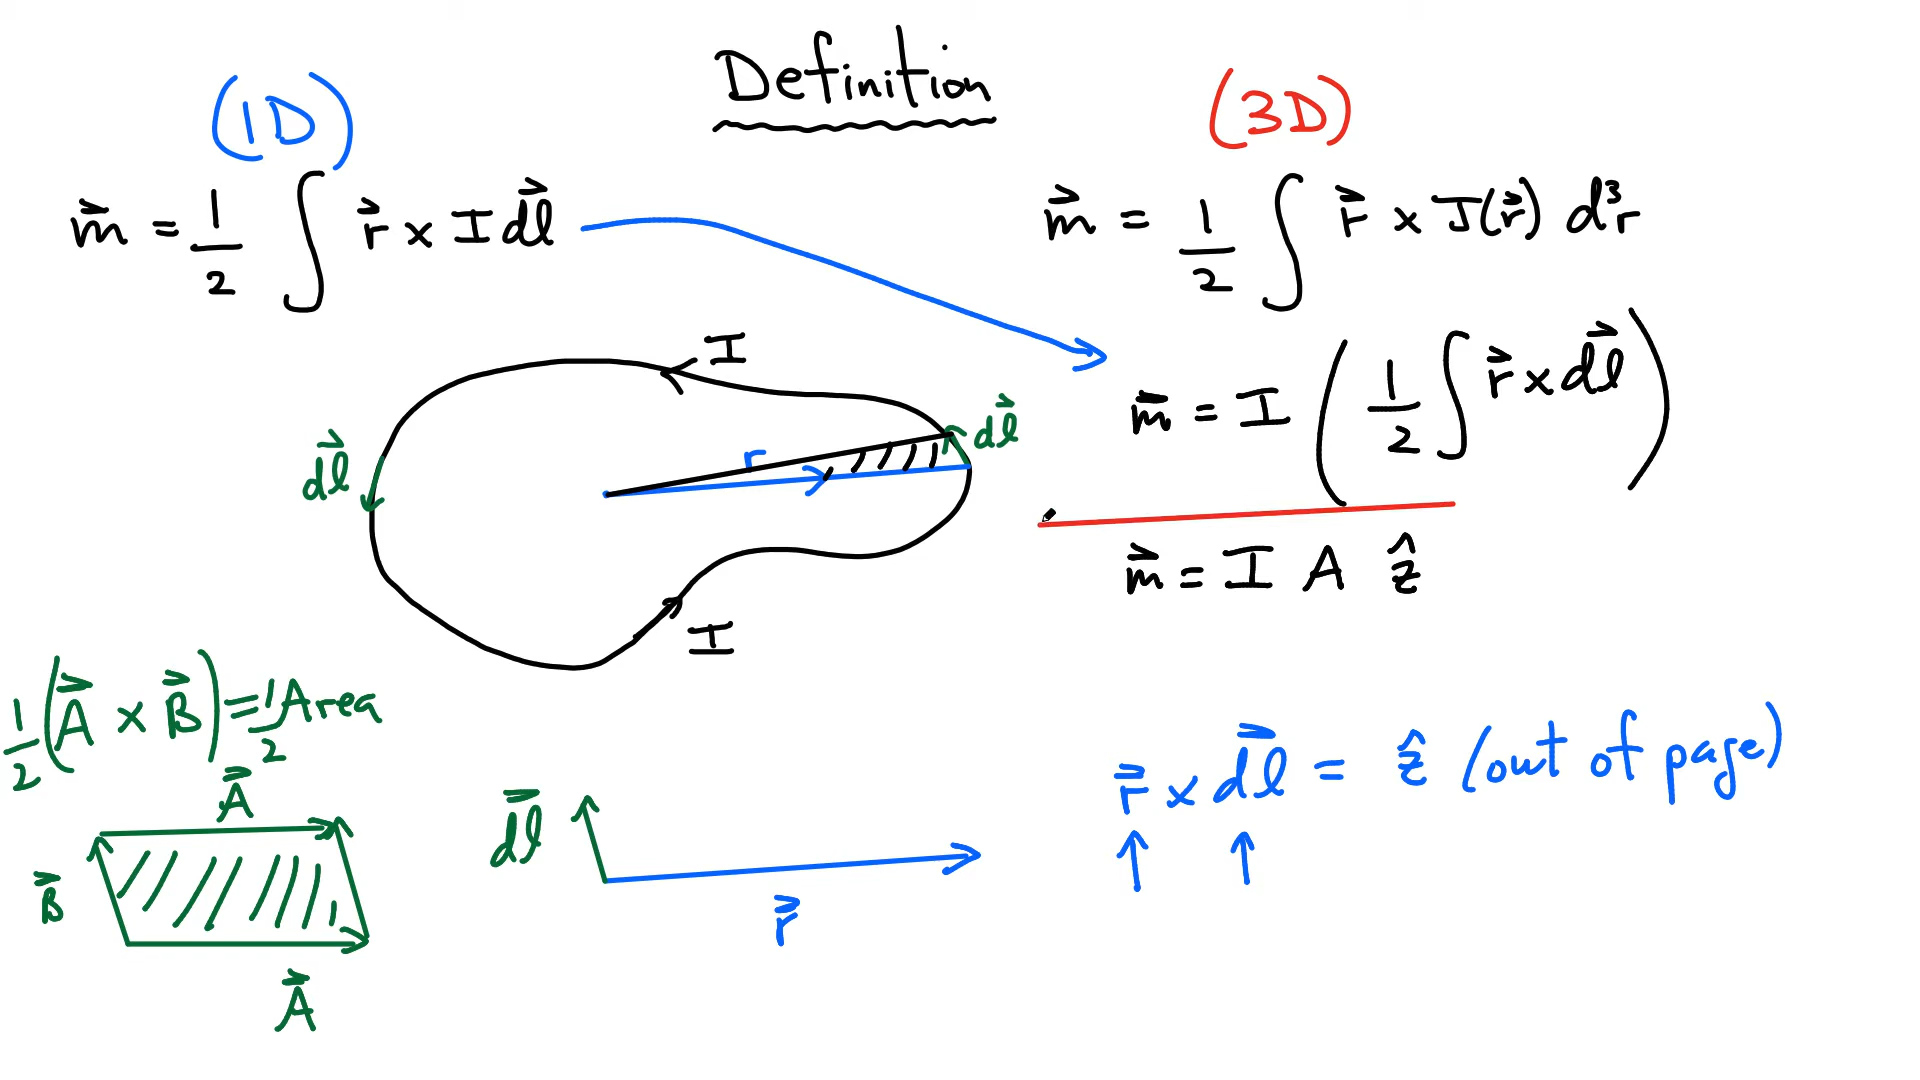 Definition
(1D)
(3D)
m⃗ = 1/2 ∫ r⃗ × I dl⃗
m⃗ = 1/2 ∫ r⃗ × J(r⃗) d³r
I
m⃗ = I ( 1/2 ∫ r⃗ × dl⃗ )
dl⃗
r
dl⃗
m⃗ = I A ẑ
I
1/2 (A⃗ × B⃗) = 1/2 Area
A⃗
B⃗
A⃗
dl⃗
r⃗
r⃗ × dl⃗ = ẑ (out of page)